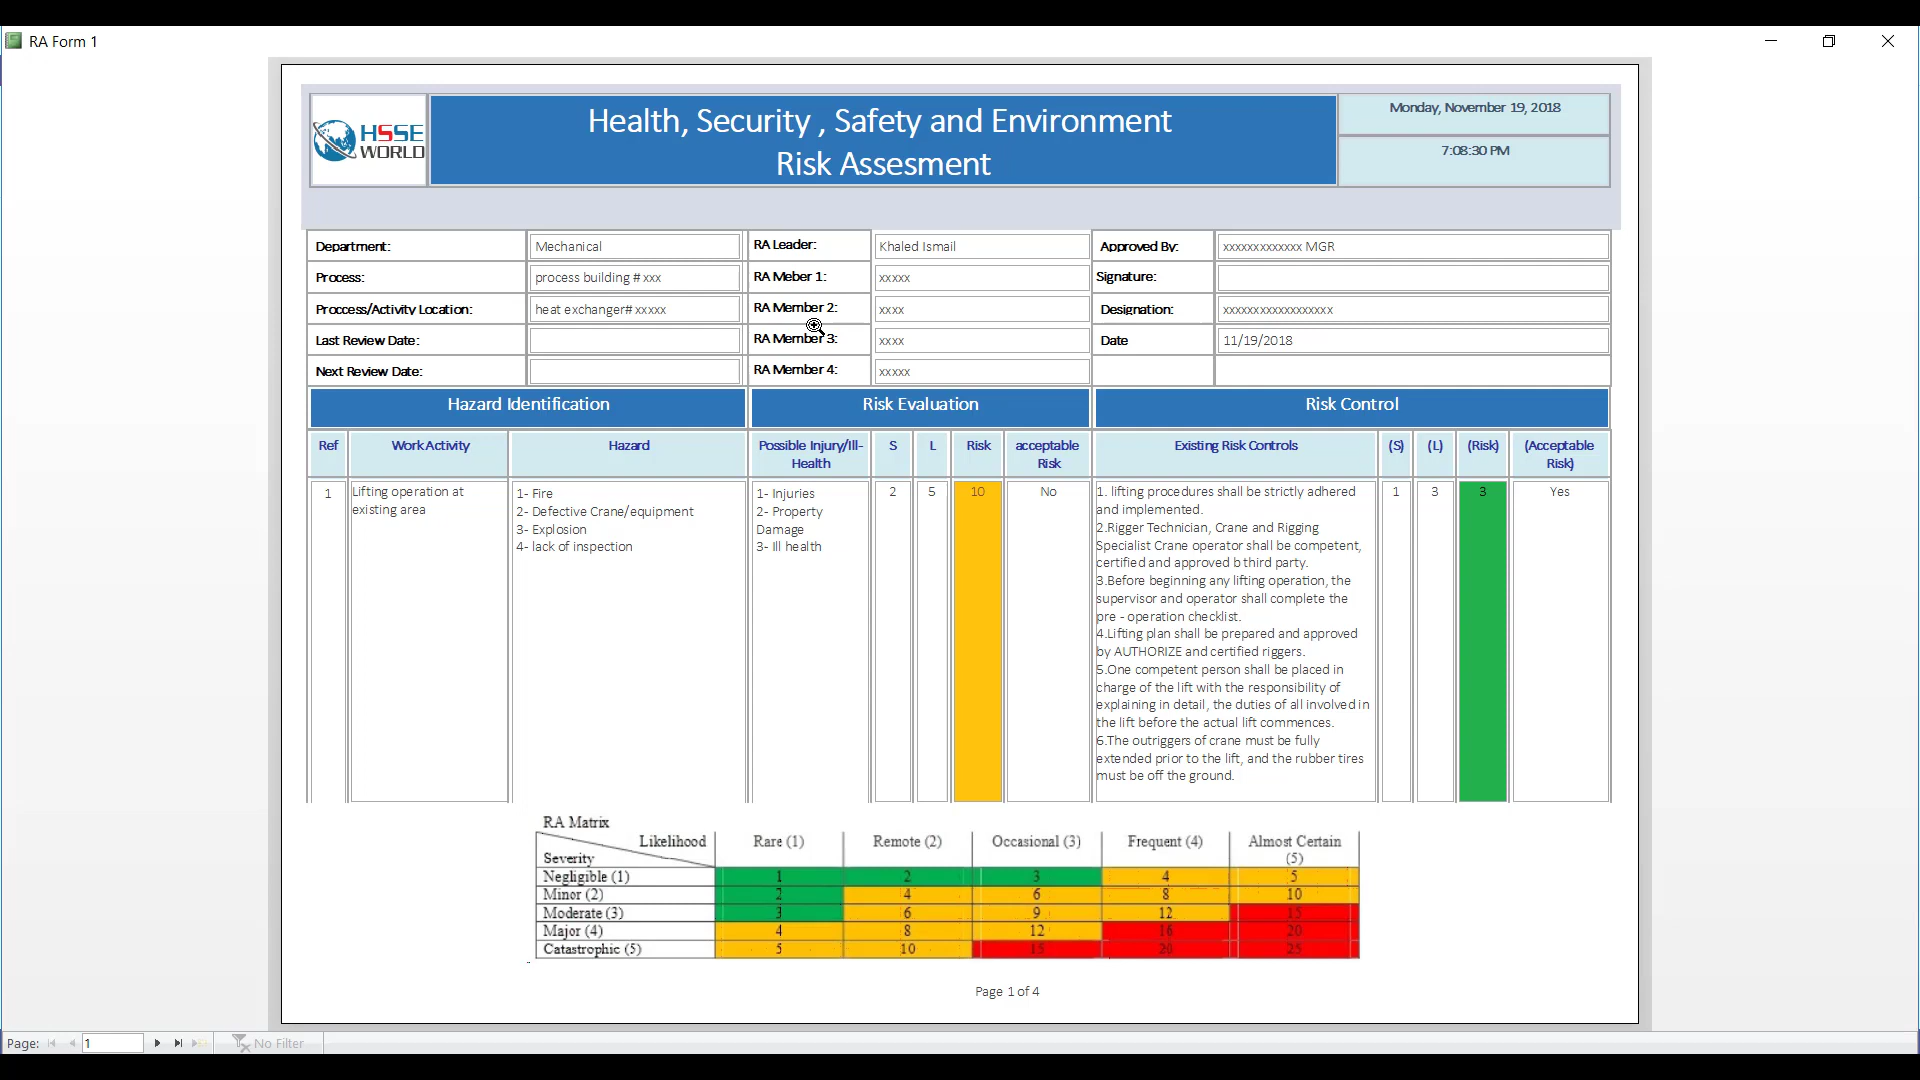 RA Form 1
HSSE
WORLD
Health, Security , Safety and Environment
Risk Assesment
Monday, November 19, 2018
7:08:30 PM
Department: Mechanical RA Leader: Khaled Ismail Approved By: xxxxxxxxxxxxx MGR
Process: process building # xxx RA Meber 1: xxxxx Signature:
Proccess/Activity Location: heat exchanger# xxxxx RA Member 2: xxxx Designation: xxxxxxxxxxxxxxxxxx
Last Review Date: RA Member 3: xxxx Date 11/19/2018
Next Review Date: RA Member 4: xxxxx
Hazard Identification Risk Evaluation Risk Control
Ref Work Activity Hazard Possible Injury/Ill-Health S L Risk acceptable Risk Existing Risk Controls (S) (L) (Risk) (Acceptable Risk)
1
Lifting operation at
existing area
1- Fire
2- Defective Crane/equipment
3- Explosion
4- lack of inspection
1- Injuries
2- Property
Damage
3- Ill health
2 5 10 No
1. lifting procedures shall be strictly adhered
and implemented.
2.Rigger Technician, Crane and Rigging
Specialist Crane operator shall be competent,
certified and approved b third party.
3.Before beginning any lifting operation, the
supervisor and operator shall complete the
pre - operation checklist.
4.Lifting plan shall be prepared and approved
by AUTHORIZE and certified riggers.
5.One competent person shall be placed in
charge of the lift with the responsibility of
explaining in detail, the duties of all involved in
the lift before the actual lift commences.
6.The outriggers of crane must be fully
extended prior to the lift, and the rubber tires
must be off the ground.
1 3 3 Yes
RA Matrix
Likelihood
Severity
Rare (1) Remote (2) Occasional (3) Frequent (4) Almost Certain (5)
Negligible (1) 1 2 3 4 5
Minor (2) 2 4 6 8 10
Moderate (3) 3 6 9 12 15
Major (4) 4 8 12 16 20
Catastrophic (5) 5 10 15 20 25
Page 1 of 4
Page: 1 No Filter